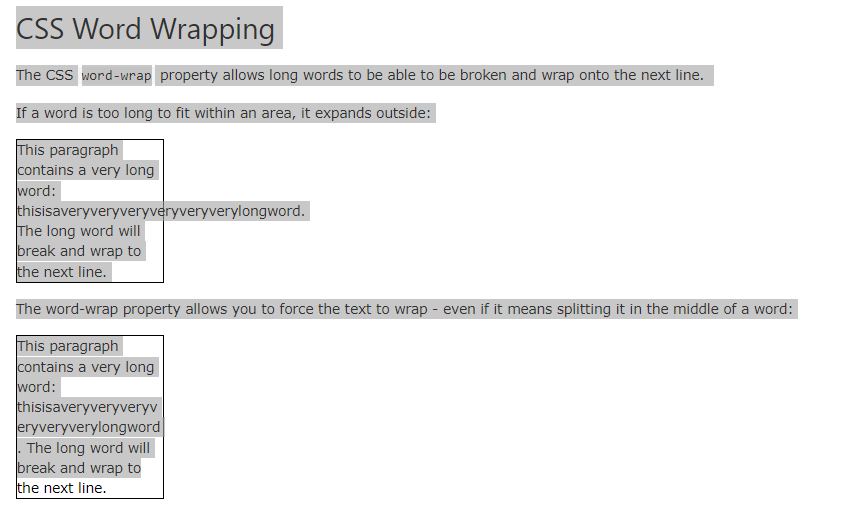 CSS Word Wrapping
The CSS word-wrap property allows long words to be able to be broken and wrap onto the next line.
If a word is too long to fit within an area, it expands outside:
This paragraph
contains a very long
word:
thisisaveryveryveryveryveryverylongword.
The long word will
break and wrap to
the next line.
The word-wrap property allows you to force the text to wrap - even if it means splitting it in the middle of a word:
This paragraph
contains a very long
word:
thisisaveryveryveryv
eryveryverylongword
. The long word will
break and wrap to
the next line.